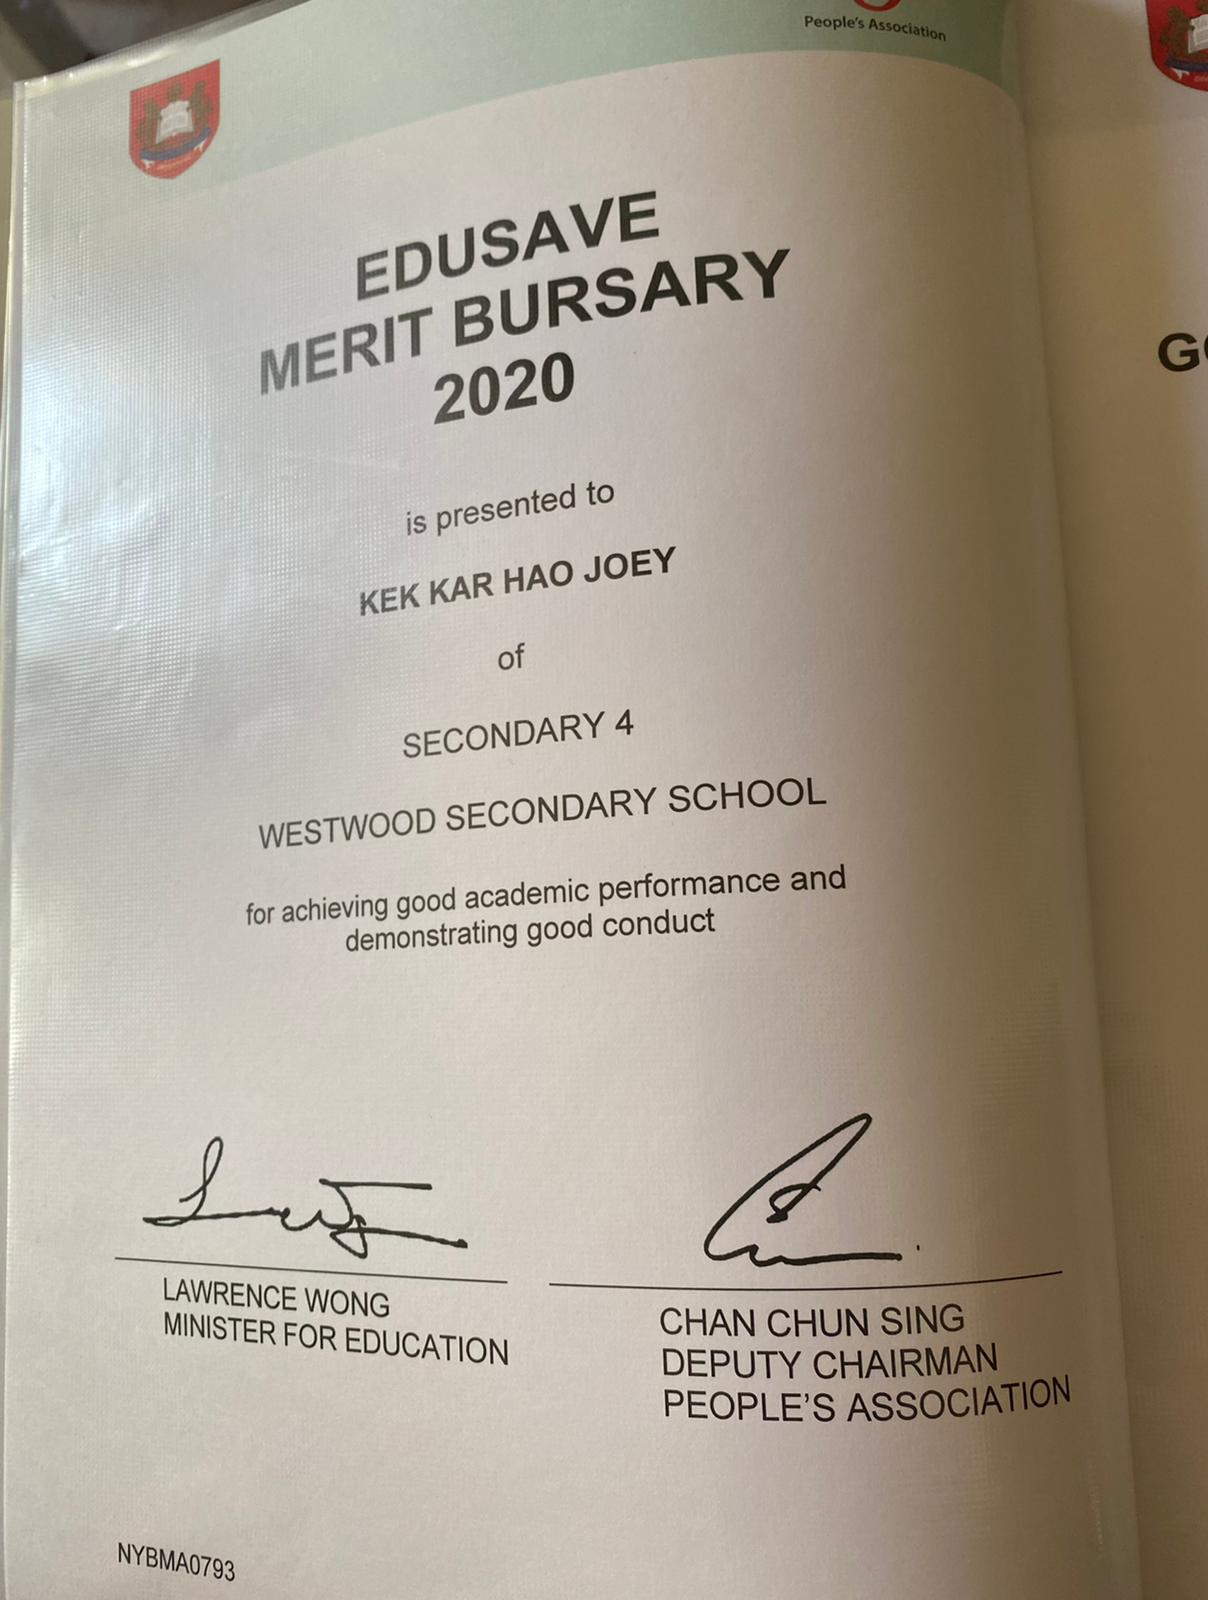 People's Association
EDUSAVE
MERIT BURSARY
2020
is presented to
KEK KAR HAO JOEY
of
SECONDARY 4
WESTWOOD SECONDARY SCHOOL
for achieving good academic performance and
demonstrating good conduct
LAWRENCE WONG
MINISTER FOR EDUCATION
CHAN CHUN SING
DEPUTY CHAIRMAN
PEOPLE'S ASSOCIATION
NYBMA0793